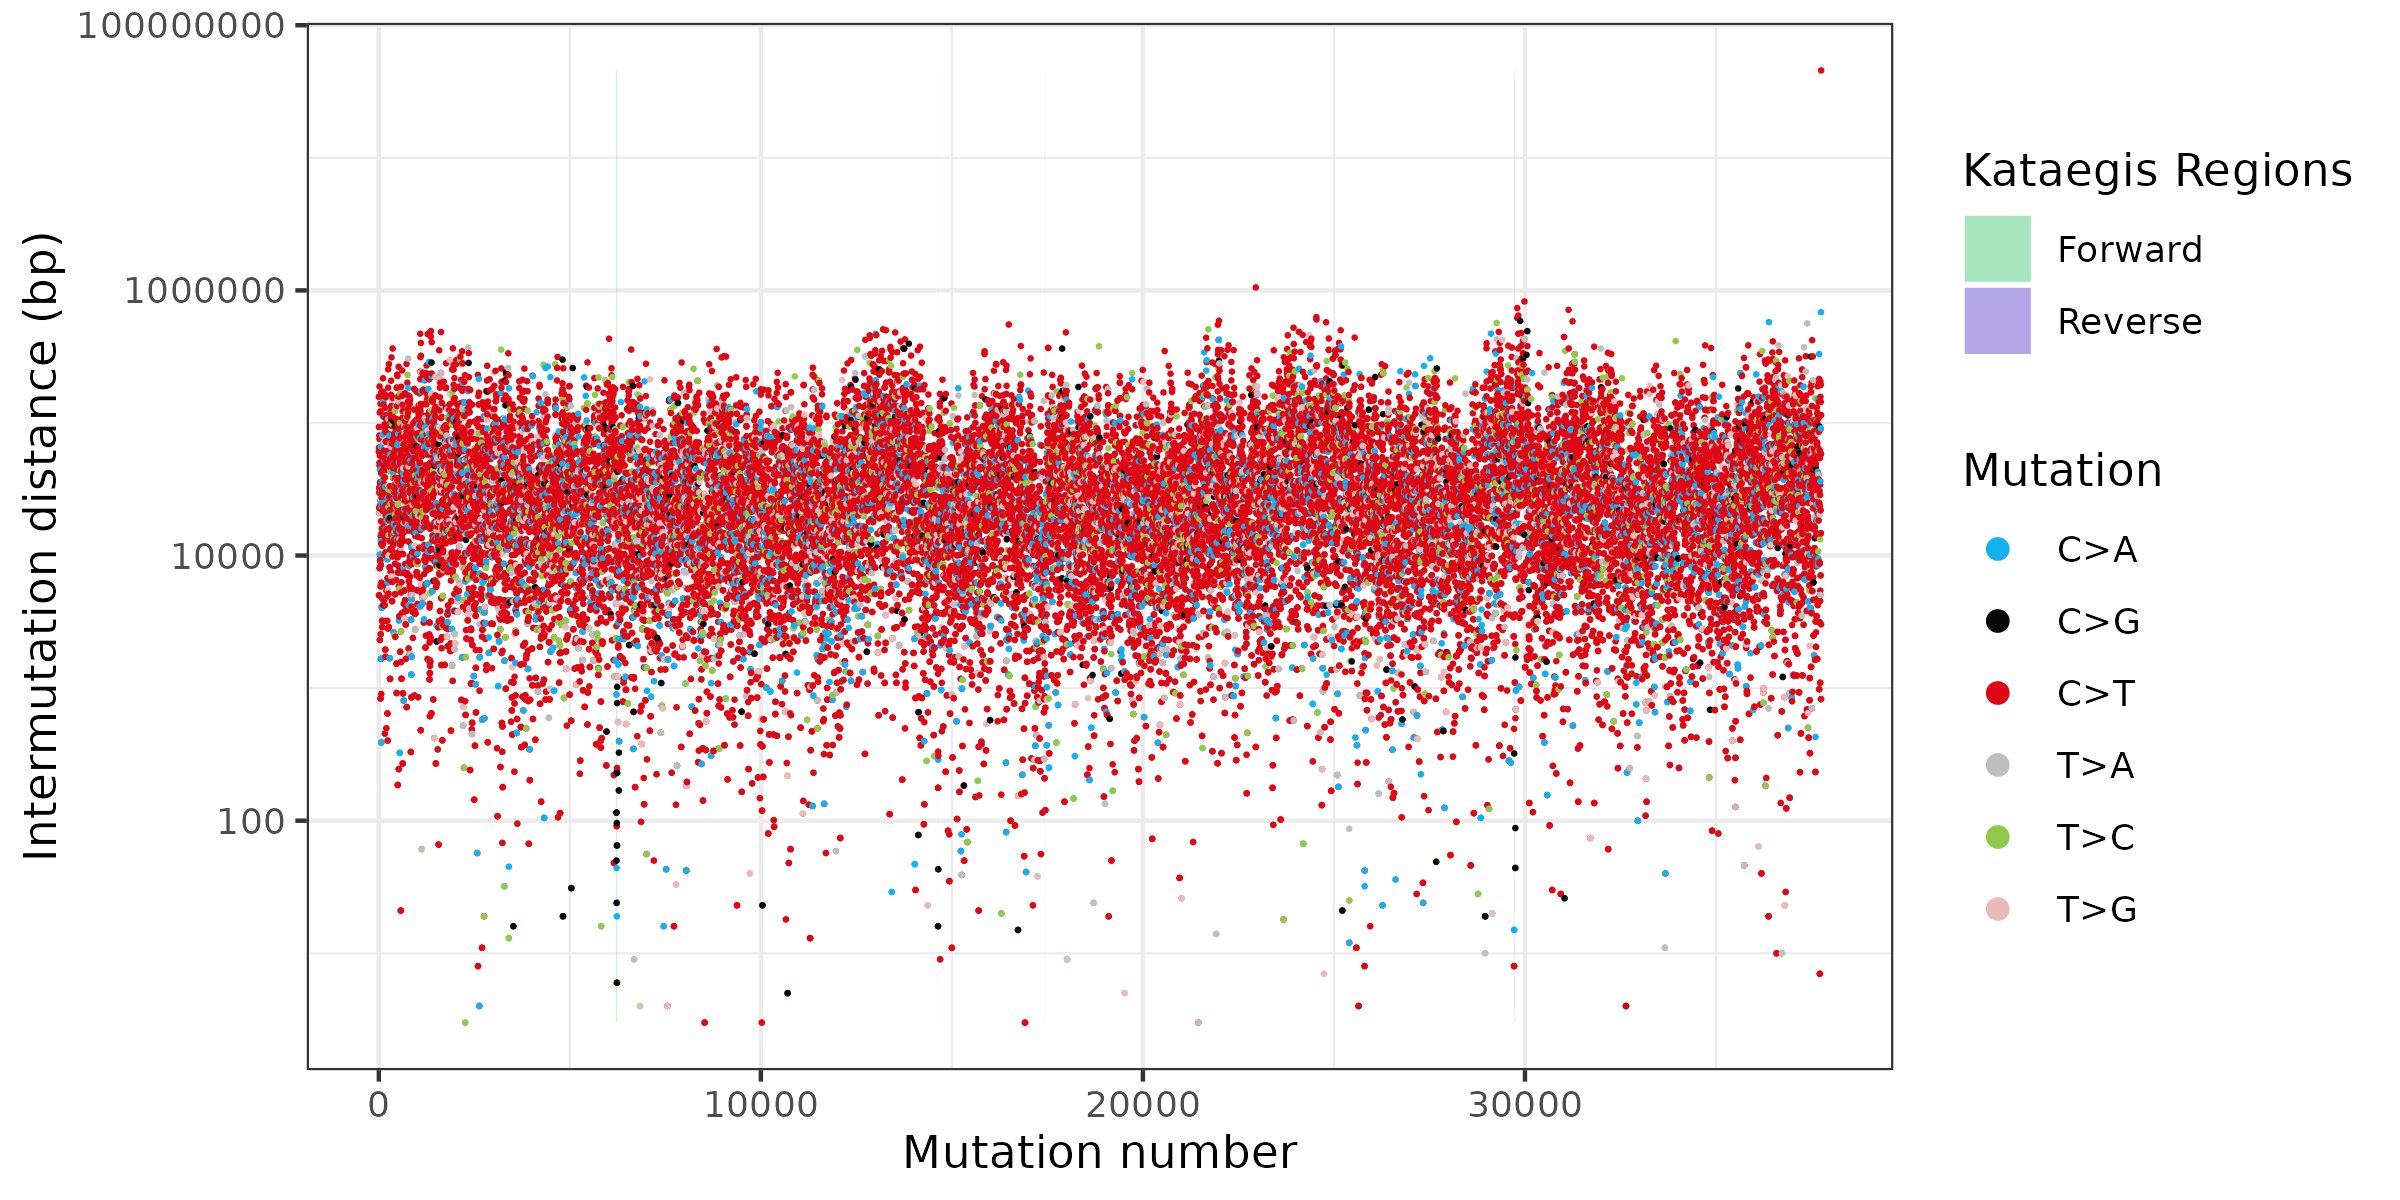 100000000
1000000
10000
100
Intermutation distance (bp)
0
10000
20000
30000
Mutation number
Kataegis Regions
Forward
Reverse
Mutation
C>A
C>G
C>T
T>A
T>C
T>G